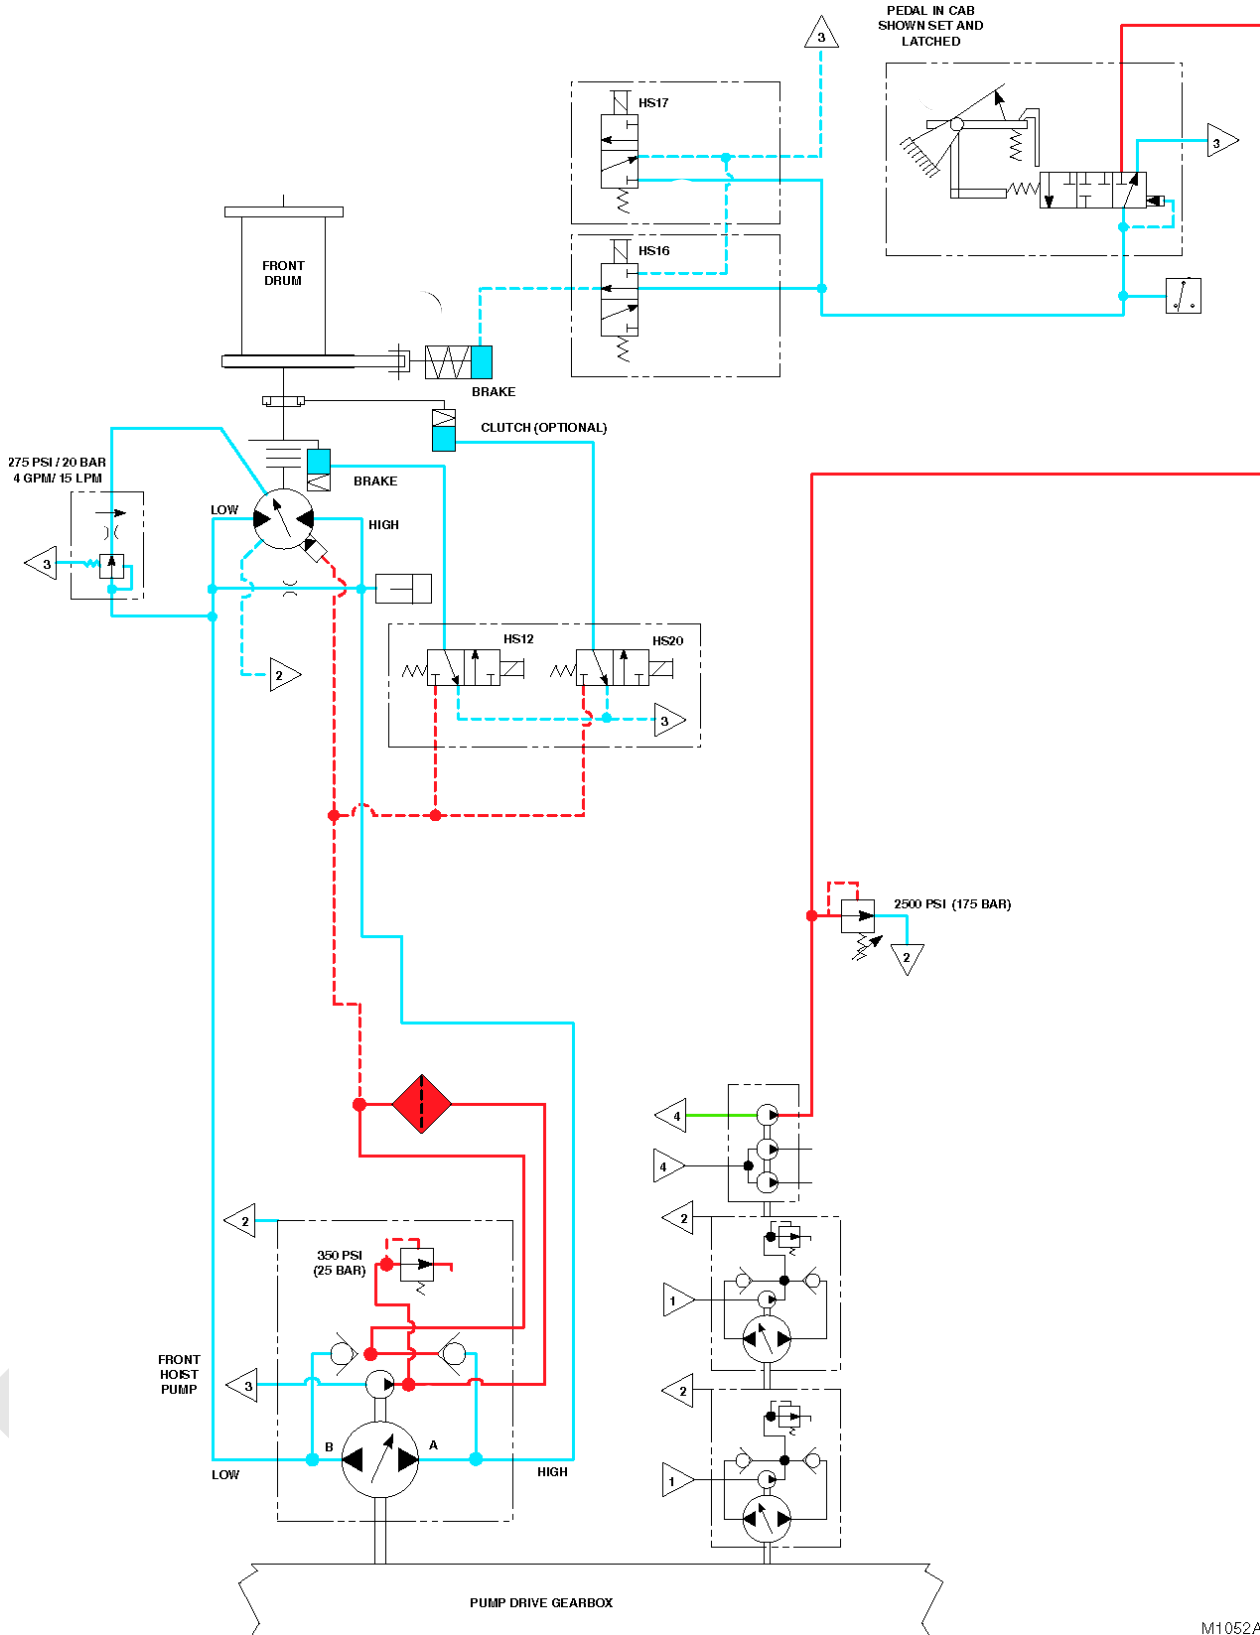 PEDAL IN CAB
SHOWN SET AND
LATCHED
3
HS17
3
HS16
FRONT
DRUM
BRAKE
CLUTCH (OPTIONAL)
275 PSI / 20 BAR
4 GPM/ 15 LPM
BRAKE
LOW
HIGH
3
HS12
HS20
2
3
2500 PSI (175 BAR)
2
4
4
2
2
350 PSI
(25 BAR)
1
FRONT
HOIST
PUMP
3
2
B
A
LOW
HIGH
1
PUMP DRIVE GEARBOX
M1052A